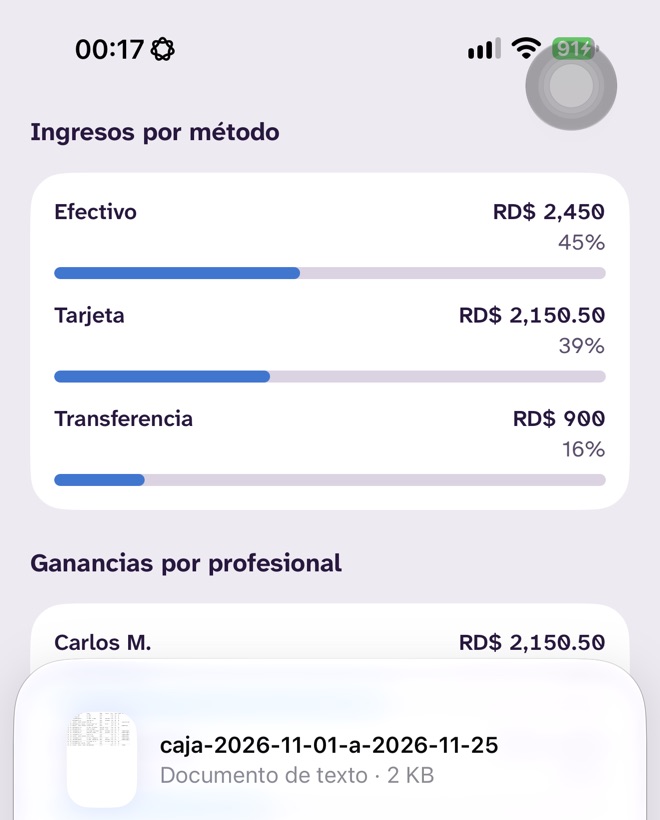 00:17
91
Ingresos por método
Efectivo RD$ 2,450
45%
Tarjeta RD$ 2,150.50
39%
Transferencia RD$ 900
16%
Ganancias por profesional
Carlos M. RD$ 2,150.50
caja-2026-11-01-a-2026-11-25
Documento de texto · 2 KB